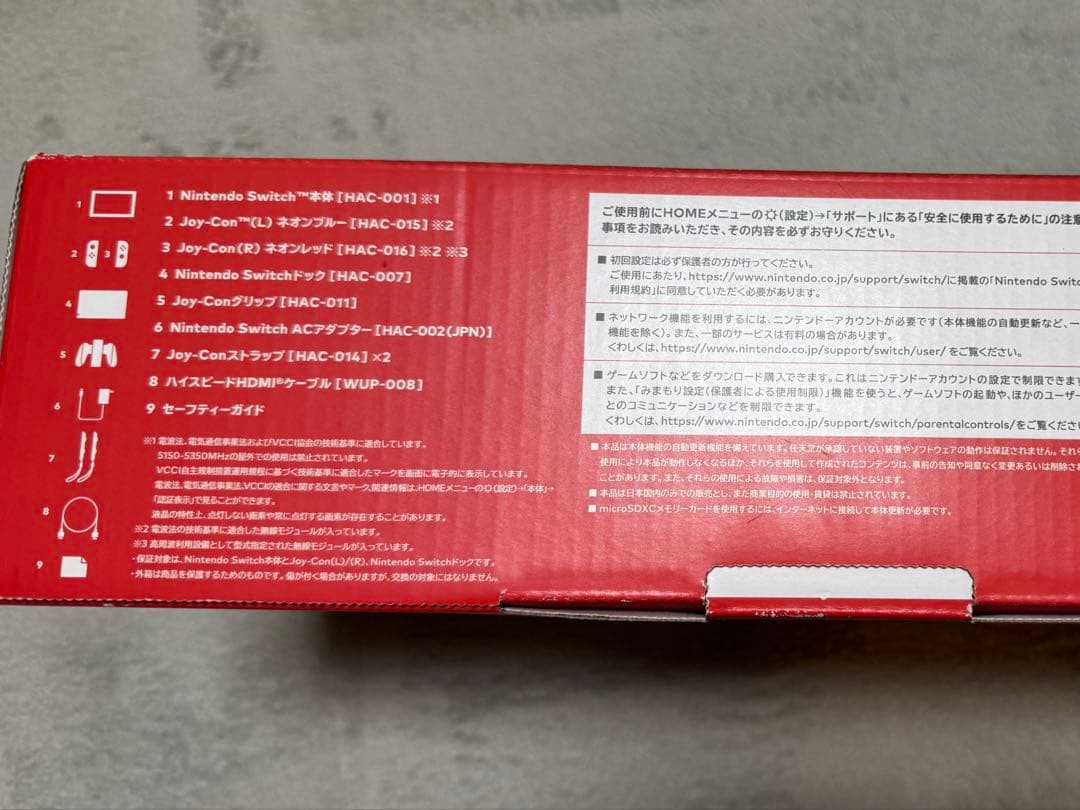 1 Nintendo Switch™本体[HAC-001]※1
2 Joy-Con™(L) ネオンブルー[HAC-015]※2
3 Joy-Con(R) ネオンレッド[HAC-016]※2 ※3
4 Nintendo Switchドック[HAC-007]
5 Joy-Conグリップ[HAC-011]
6 Nintendo Switch ACアダプター[HAC-002(JPN)]
7 Joy-Conストラップ[HAC-014]×2
8 ハイスピードHDMI®ケーブル[WUP-008]
9 セーフティーガイド
1
2
3
4
5
6
7
8
9
※1 電波法、電気通信事業法およびVCCI協会の技術基準に適合しています。
5150-5350MHzの屋外での使用は禁止されています。
VCCI自主規制措置運用規程に基づく技術基準に適合したマークを画面に電子的に表示しています。
電波法、電気通信事業法、VCCIの適合に関する文言やマーク、関連情報は、HOMEメニューの(設定)→「本体」→
「認証表示」で見ることができます。
液晶の特性上、点灯しない画素や常に点灯する画素が存在することがあります。
※2 電波法の技術基準に適合した無線モジュールが入っています。
※3 高周波利用設備として型式指定された無線モジュールが入っています。
・保証対象は、Nintendo Switch本体とJoy-Con(L)/(R)、Nintendo Switchドックです。
・外箱は商品を保護するためのものです。傷が付く場合がありますが、交換の対象にはなりません。
ご使用前にHOMEメニューの(設定)→「サポート」にある「安全に使用するために」の注意
事項をお読みいただき、その内容を必ずお守りください。
■ 初回設定は必ず保護者の方が行ってください。
ご使用にあたり、https://www.nintendo.co.jp/support/switch/に掲載の「Nintendo Switc
利用規約」に同意していただく必要があります。
■ ネットワーク機能を利用するには、ニンテンドーアカウントが必要です(本体機能の自動更新など、一
機能を除く)。また、一部のサービスは有料の場合があります。
くわしくは、https://www.nintendo.co.jp/support/switch/user/ をご覧ください。
■ ゲームソフトなどをダウンロード購入できます。これはニンテンドーアカウントの設定で制限できます
また、「みまもり設定(保護者による使用制限)」機能を使うと、ゲームソフトの起動や、ほかのユーザー
とのコミュニケーションなどを制限できます。
くわしくは、https://www.nintendo.co.jp/support/switch/parentalcontrols/をご覧くださ
■ 本品は本体機能の自動更新機能を備えています。任天堂が承認していない装置やソフトウェアの動作は保証されません。それ
使用により本品が動作しなくなるほか、それらを使用して作成されたコンテンツは、事前の告知や同意なく変更あるいは削除さ
ことがあります。また、それらの使用による故障や損害は、保証対象外となります。
■ 本品は日本国内のみでの販売とし、また商業目的の使用・賃貸は禁止されています。
■ microSDXCメモリーカードを使用するには、インターネットに接続して本体更新が必要です。